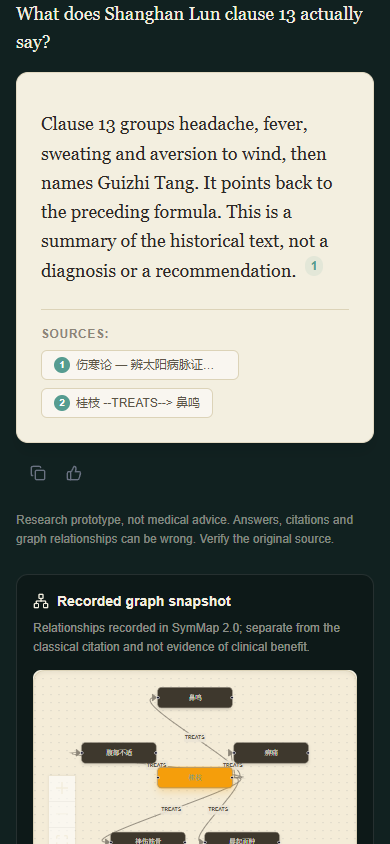 What does Shanghan Lun clause 13 actually
say?
Clause 13 groups headache, fever,
sweating and aversion to wind, then
names Guizhi Tang. It points back to
the preceding formula. This is a
summary of the historical text, not a
diagnosis or a recommendation. 1
SOURCES:
1 伤寒论 — 辨太阳病脉证...
2 桂枝 --TREATS--> 鼻鸣
Research prototype, not medical advice. Answers, citations and
graph relationships can be wrong. Verify the original source.
Recorded graph snapshot
Relationships recorded in SymMap 2.0; separate from the
classical citation and not evidence of clinical benefit.
鼻鸣
TREATS
腹部不适
TREATS
TREATS
TREATS
TREATS